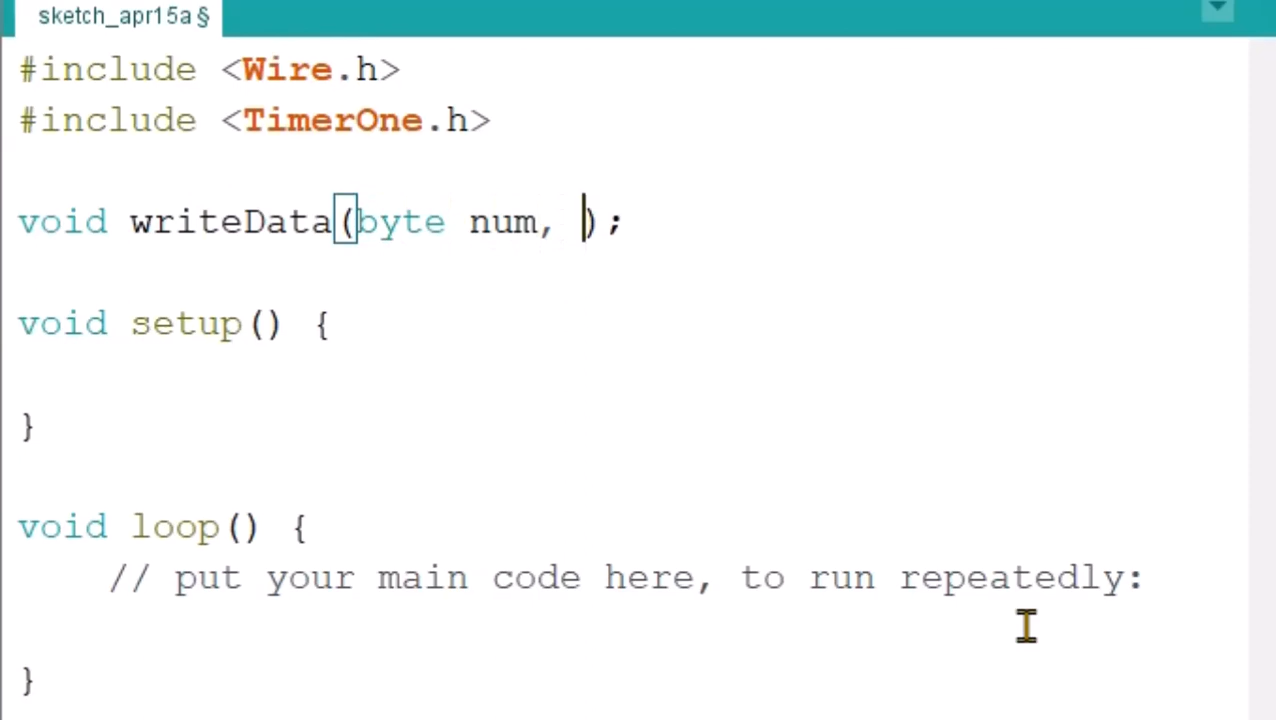 sketch_apr15a §
#include <Wire.h>
#include <TimerOne.h>
void writeData(byte num, );
void setup() {
}
void loop() {
// put your main code here, to run repeatedly:
}